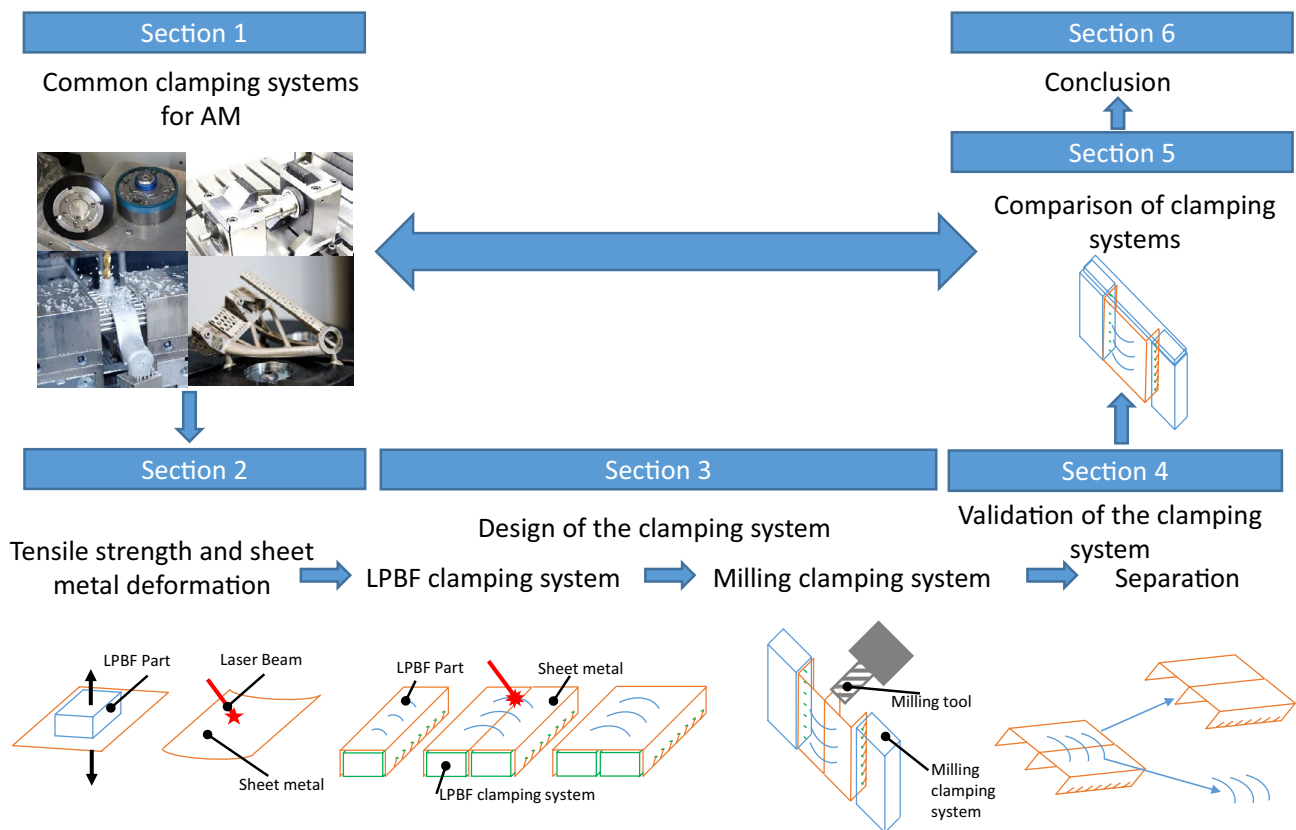 Section 1
Common clamping systems
for AM
Section 6
Conclusion
Section 5
Comparison of clamping
systems
Section 2
Section 3
Section 4
Tensile strength and sheet
metal deformation
Design of the clamping system
LPBF clamping system
Milling clamping system
Validation of the clamping
system
Separation
LPBF Part
Laser Beam
Sheet metal
LPBF Part
Sheet metal
LPBF clamping system
Milling tool
Milling
clamping
system